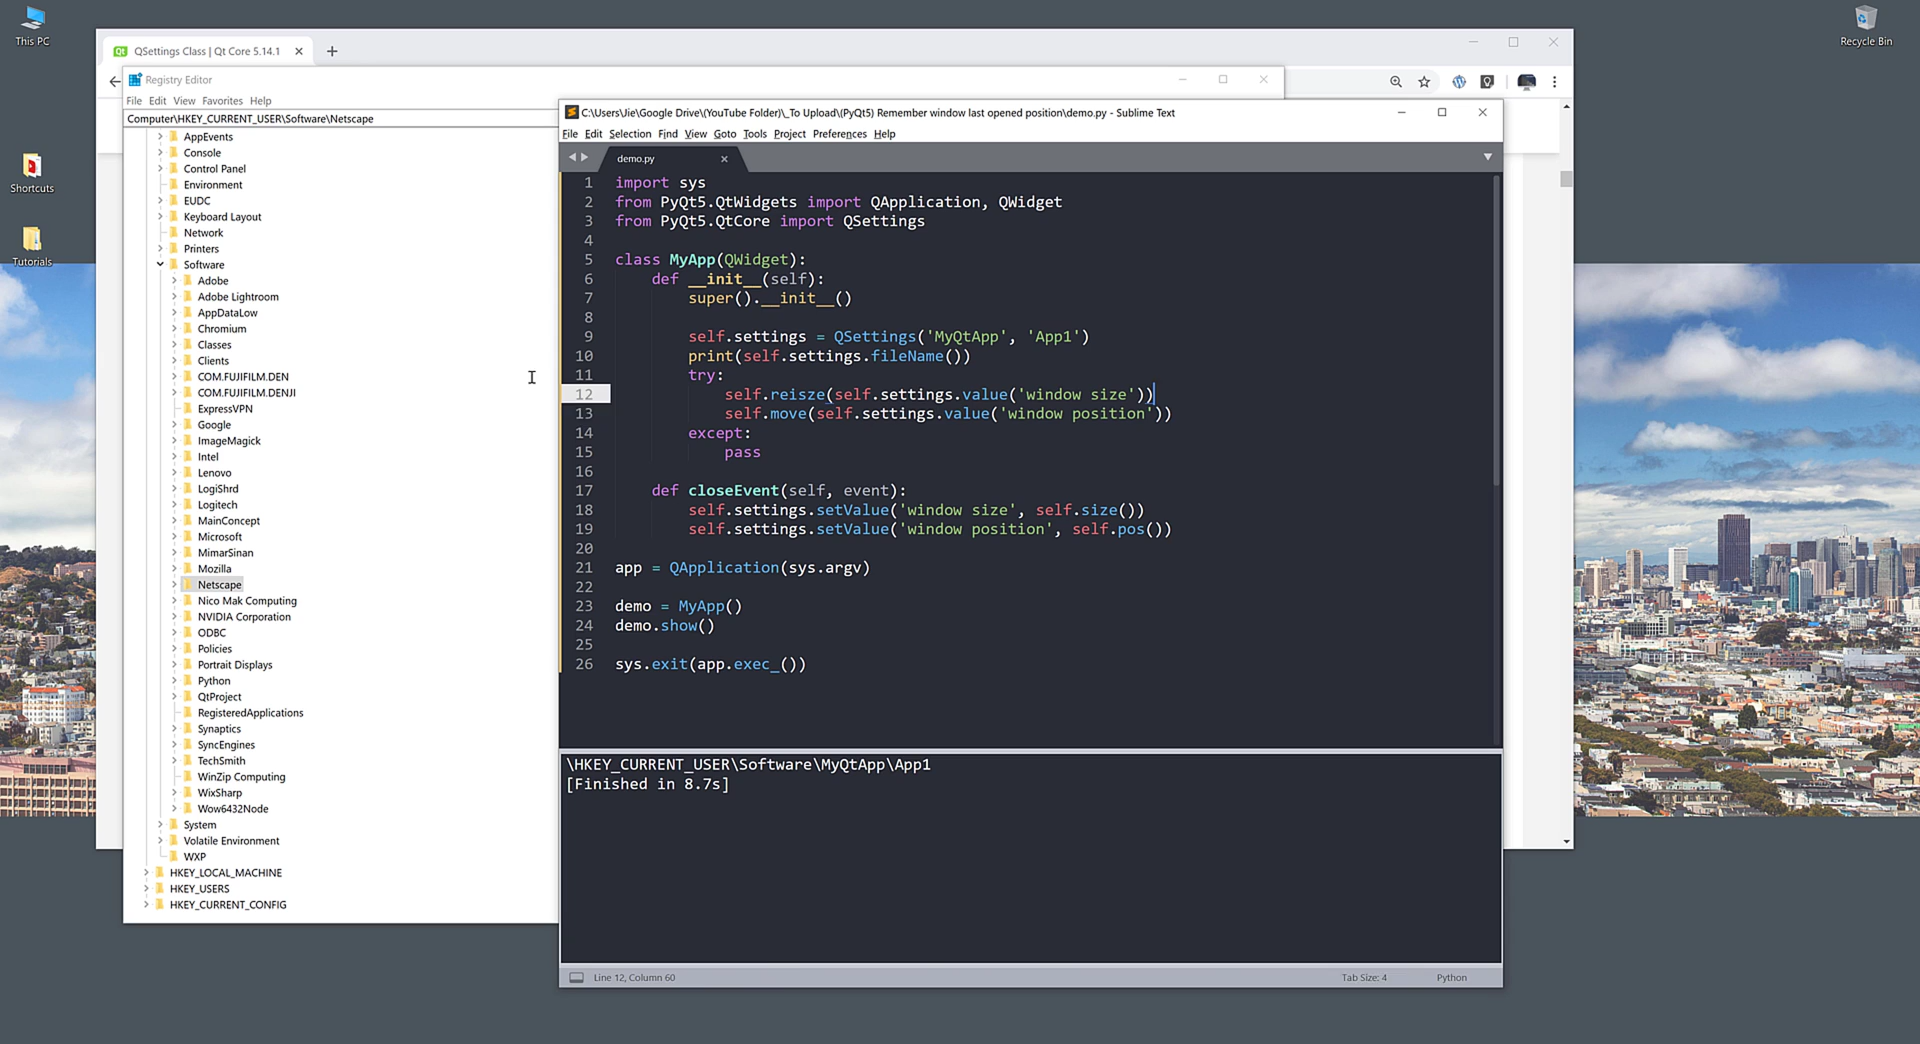 This PC
Recycle Bin
Shortcuts
Tutorials
QSettings Class | Qt Core 5.14.1
Registry Editor
File Edit View Favorites Help
Computer\HKEY_CURRENT_USER\Software\Netscape
AppEvents
Console
Control Panel
Environment
EUDC
Keyboard Layout
Network
Printers
Software
Adobe
Adobe Lightroom
AppDataLow
Chromium
Classes
Clients
COM.FUJIFILM.DEN
COM.FUJIFILM.DENJI
ExpressVPN
Google
ImageMagick
Intel
Lenovo
LogiShrd
Logitech
MainConcept
Microsoft
MimarSinan
Mozilla
Netscape
Nico Mak Computing
NVIDIA Corporation
ODBC
Policies
Portrait Displays
Python
QtProject
RegisteredApplications
Synaptics
SyncEngines
TechSmith
WinZip Computing
WixSharp
Wow6432Node
System
Volatile Environment
WXP
HKEY_LOCAL_MACHINE
HKEY_USERS
HKEY_CURRENT_CONFIG
C:\Users\Jie\Google Drive\(YouTube Folder)\_To Upload\(PyQt5) Remember window last opened position\demo.py - Sublime Text
File Edit Selection Find View Goto Tools Project Preferences Help
demo.py
1 import sys
2 from PyQt5.QtWidgets import QApplication, QWidget
3 from PyQt5.QtCore import QSettings
4
5 class MyApp(QWidget):
6     def __init__(self):
7         super().__init__()
8
9         self.settings = QSettings('MyQtApp', 'App1')
10         print(self.settings.fileName())
11         try:
12             self.reisze(self.settings.value('window size'))
13             self.move(self.settings.value('window position'))
14         except:
15             pass
16
17     def closeEvent(self, event):
18         self.settings.setValue('window size', self.size())
19         self.settings.setValue('window position', self.pos())
20
21 app = QApplication(sys.argv)
22
23 demo = MyApp()
24 demo.show()
25
26 sys.exit(app.exec_())
\HKEY_CURRENT_USER\Software\MyQtApp\App1
[Finished in 8.7s]
Line 12, Column 60
Tab Size: 4
Python